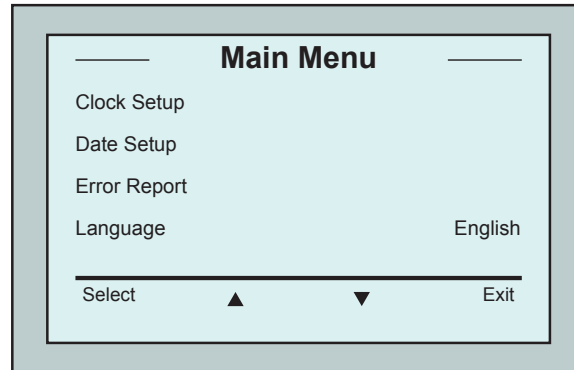 Main Menu
Clock Setup
Date Setup
Error Report
Language English
Select ▲ ▼ Exit